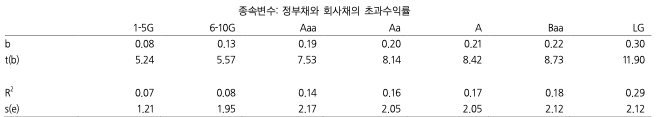 종속변수: 정부채와 회사채의 초과수익률
1-5G 6-10G Aaa Aa A Baa LG
b 0.08 0.13 0.19 0.20 0.21 0.22 0.30
t(b) 5.24 5.57 7.53 8.14 8.42 8.73 11.90
R² 0.07 0.08 0.14 0.16 0.17 0.18 0.29
s(e) 1.21 1.95 2.17 2.05 2.05 2.12 2.12